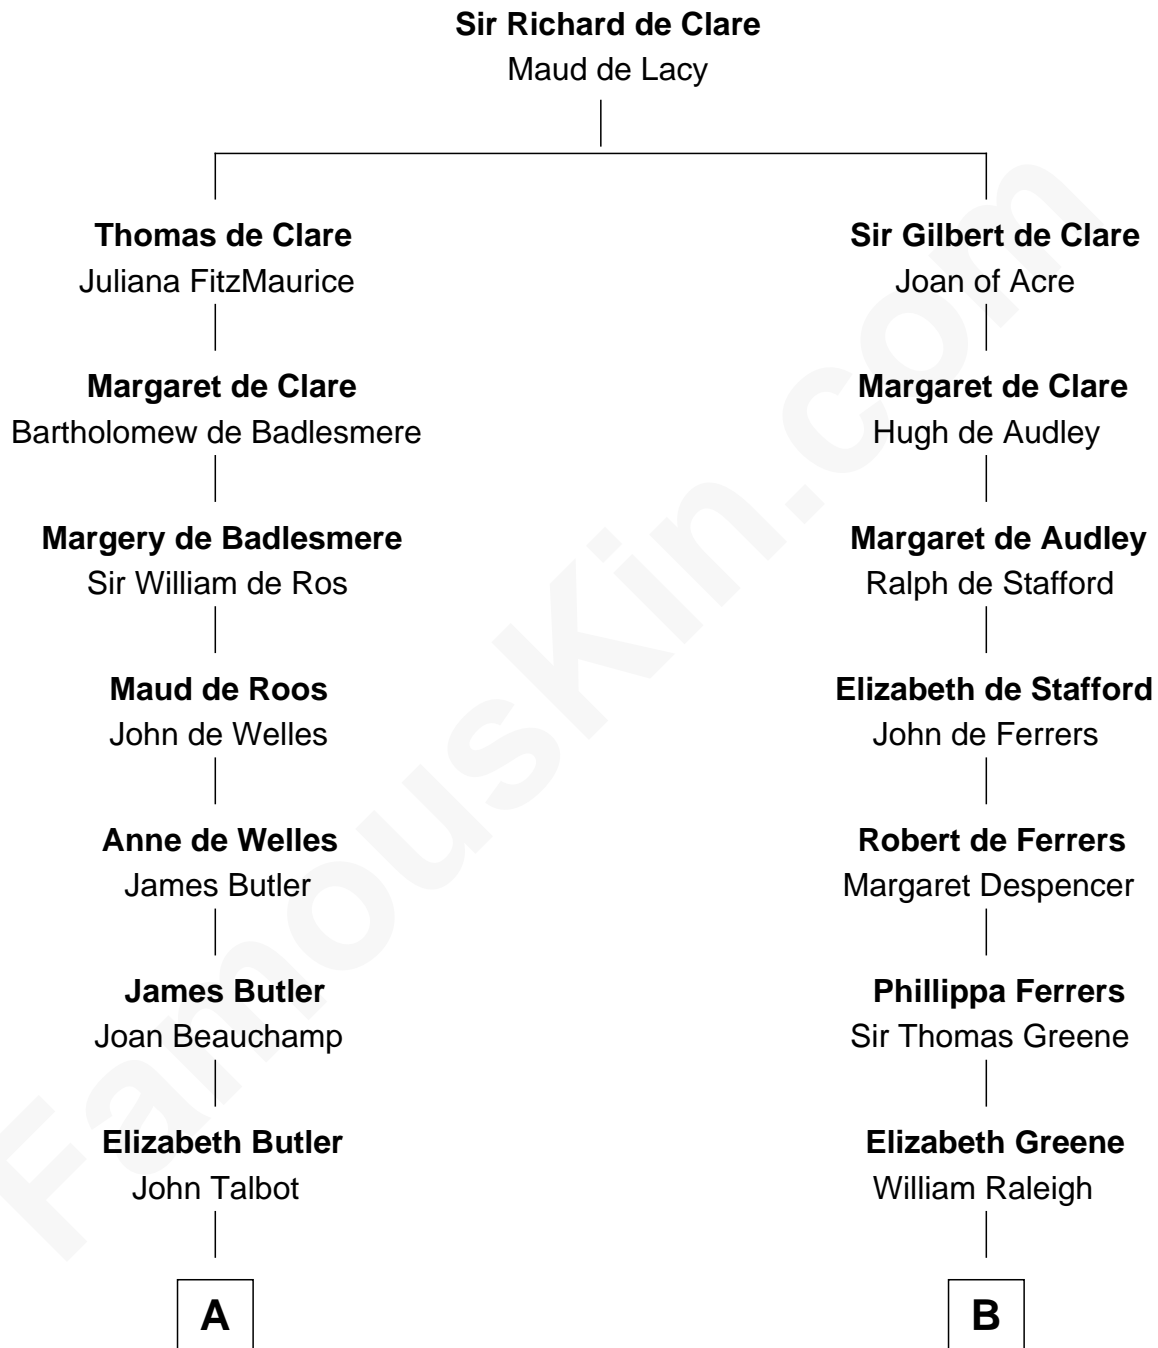 Sir Richard de Clare
Maud de Lacy
Thomas de Clare
Juliana FitzMaurice
Margaret de Clare
Bartholomew de Badlesmere
Margery de Badlesmere
Sir William de Ros
Maud de Roos
John de Welles
Anne de Welles
James Butler
James Butler
Joan Beauchamp
Elizabeth Butler
John Talbot
A
Sir Gilbert de Clare
Joan of Acre
Margaret de Clare
Hugh de Audley
Margaret de Audley
Ralph de Stafford
Elizabeth de Stafford
John de Ferrers
Robert de Ferrers
Margaret Despencer
Phillippa Ferrers
Sir Thomas Greene
Elizabeth Greene
William Raleigh
B
FamousKin.com